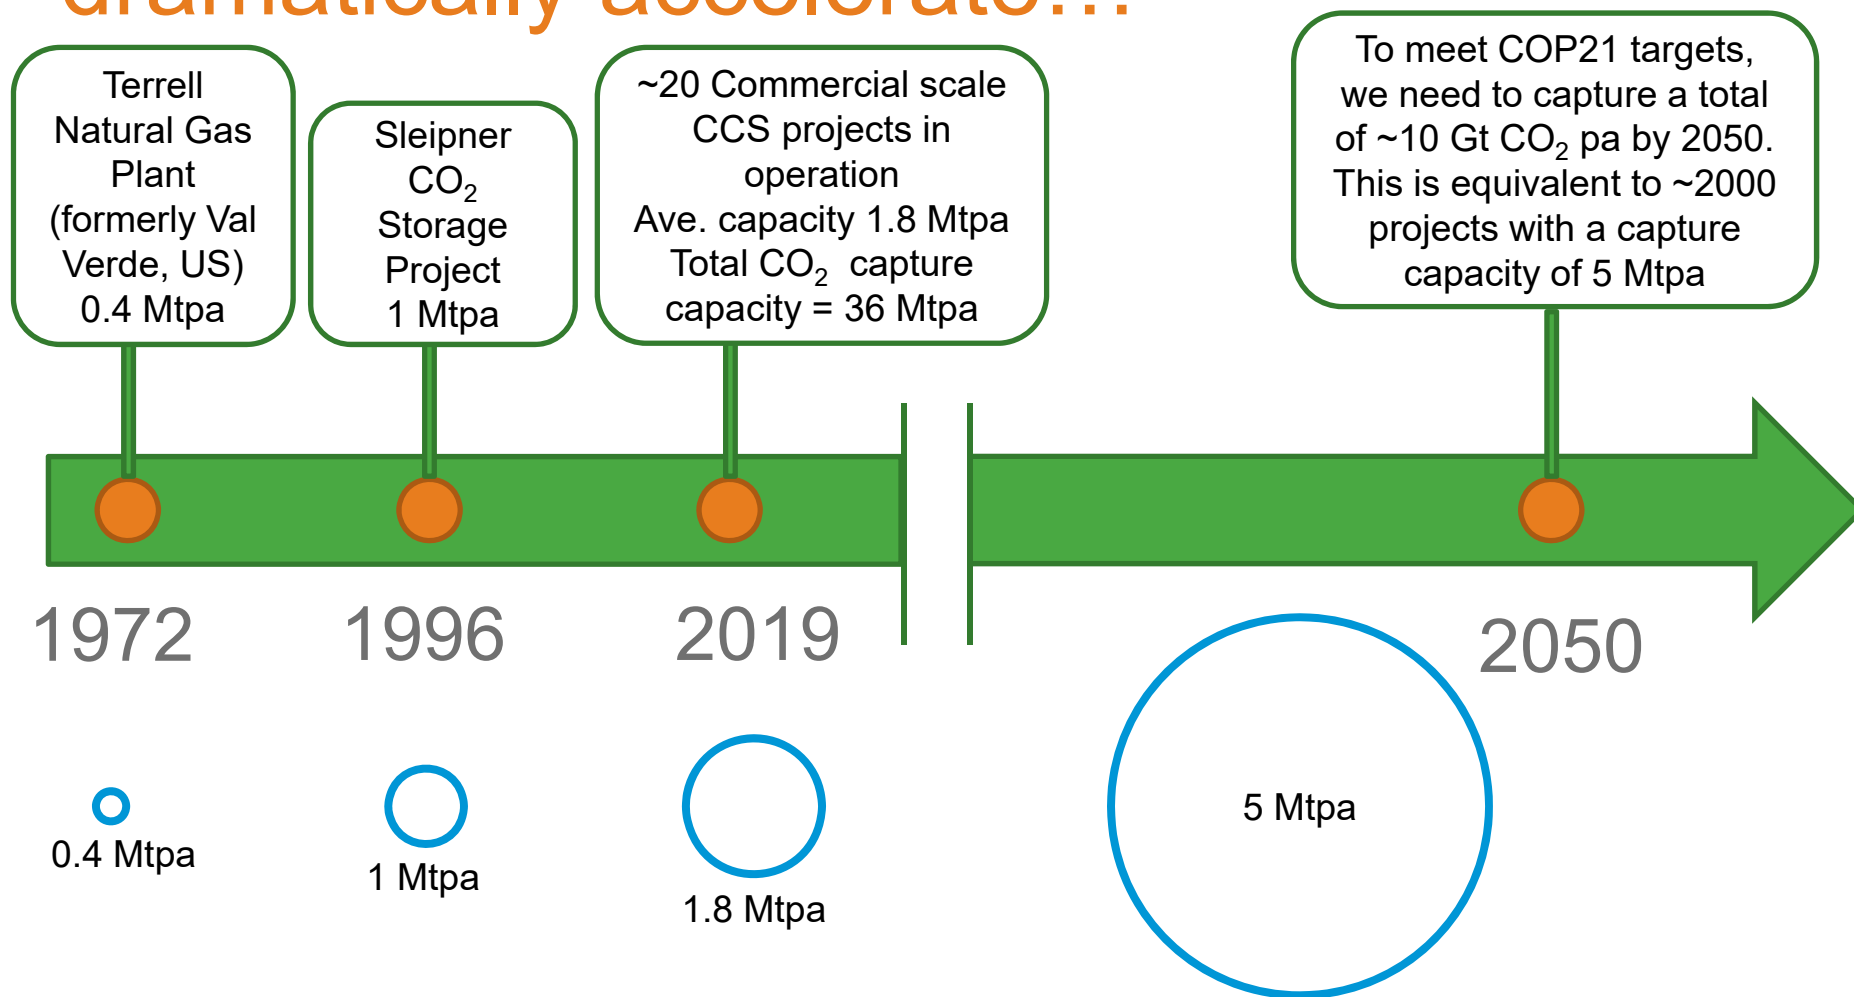 dramatically accelerate…
Terrell
Natural Gas
Plant
(formerly Val
Verde, US)
0.4 Mtpa
Sleipner
CO₂
Storage
Project
1 Mtpa
~20 Commercial scale
CCS projects in
operation
Ave. capacity 1.8 Mtpa
Total CO₂ capture
capacity = 36 Mtpa
To meet COP21 targets,
we need to capture a total
of ~10 Gt CO₂ pa by 2050.
This is equivalent to ~2000
projects with a capture
capacity of 5 Mtpa
1972
1996
2019
2050
0.4 Mtpa
1 Mtpa
1.8 Mtpa
5 Mtpa